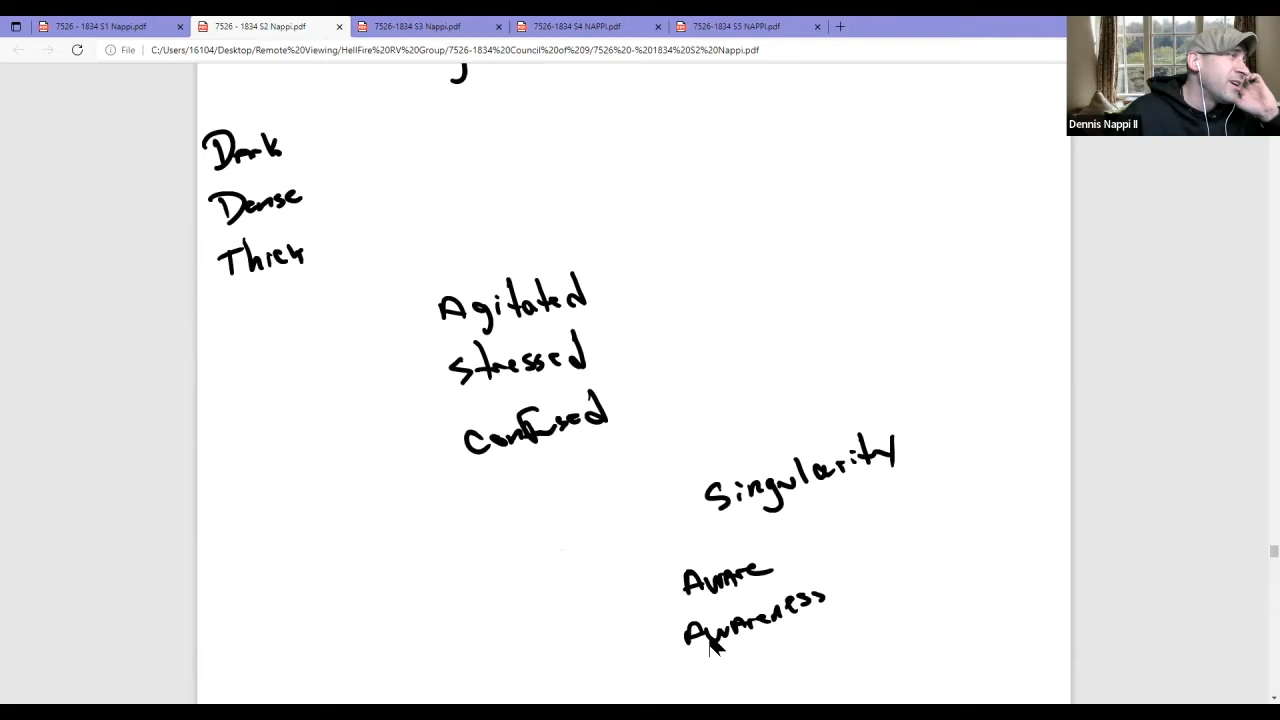 7526 - 1834 S1 Nappi.pdf
7526 - 1834 S2 Nappi.pdf
7526-1834 S3 Nappi.pdf
7526-1834 S4 NAPPI.pdf
7526-1834 S5 NAPPI.pdf
File
C:/Users/16104/Desktop/Remote%20Viewing/HellFire%20RV%20Group/7526-1834%20Council%20of%209/7526%20-%201834%20S2%20Nappi.pdf
Dennis Nappi II
Dark
Dense
Thick
Agitated
Stressed
Confused
Singularity
Aware
Awareness